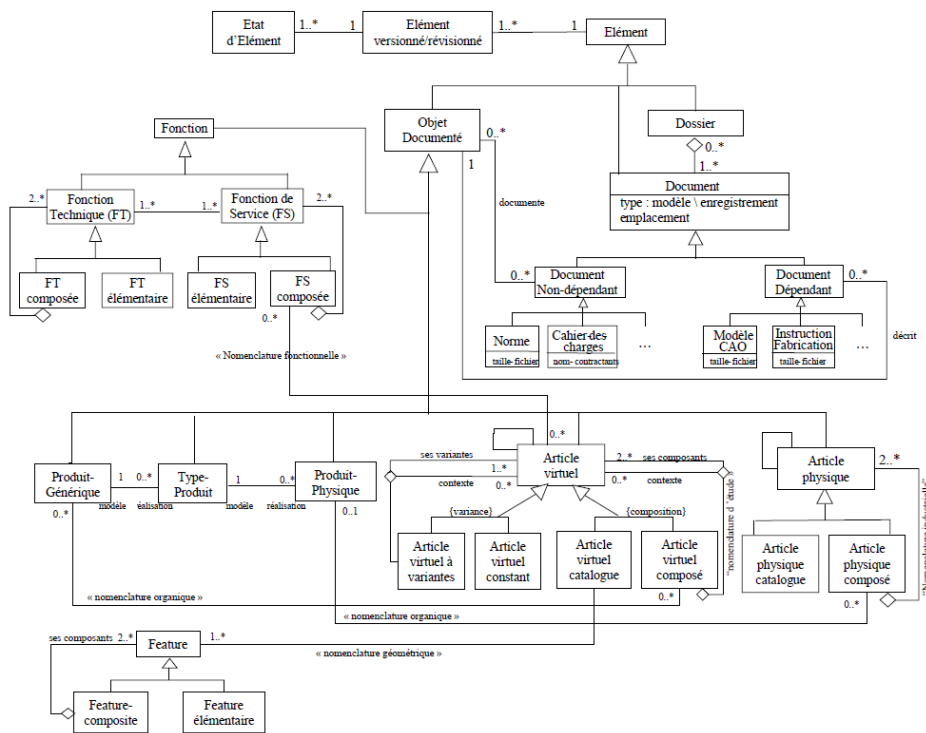 Etat
d'Elément
1..*
1
Elément
versionné/révisionné
1..*
1
Elément
Fonction
Objet
Documenté
0..*
1
Dossier
0..*
1..*
Document
type : modèle \ enregistrement
emplacement
documente
2..*
Fonction
Technique (FT)
1..*
1..*
Fonction de
Service (FS)
2..*
FT
composée
FT
élémentaire
FS
élémentaire
FS
composée
0..*
0..*
Document
Non-dépendant
Document
Dépendant
0..*
Norme
taille-fichier
Cahier-des
charges
nom- contractants
...
Modèle
CAO
taille-fichier
Instruction
Fabrication
taille-fichier
...
décrit
« Nomenclature fonctionnelle »
Produit-
Générique
1
0..*
modèle
réalisation
0..*
Type-
Produit
1
0..*
modèle
réalisation
Produit-
Physique
0..1
0..*
Article
virtuel
ses variantes
1..*
contexte
0..*
2..*
ses composants
0..*
contexte
Article
physique
2..*
{variance}
{composition}
Article
virtuel à
variantes
Article
virtuel
constant
Article
virtuel
catalogue
Article
virtuel
composé
0..*
"nomenclature d 'étude"
Article
physique
catalogue
Article
physique
composé
0..*
"Nomenclature industrielle"
« nomenclature organique »
« nomenclature organique »
ses composants
2..*
Feature
1..*
« nomenclature géométrique »
Feature-
composite
Feature
élémentaire